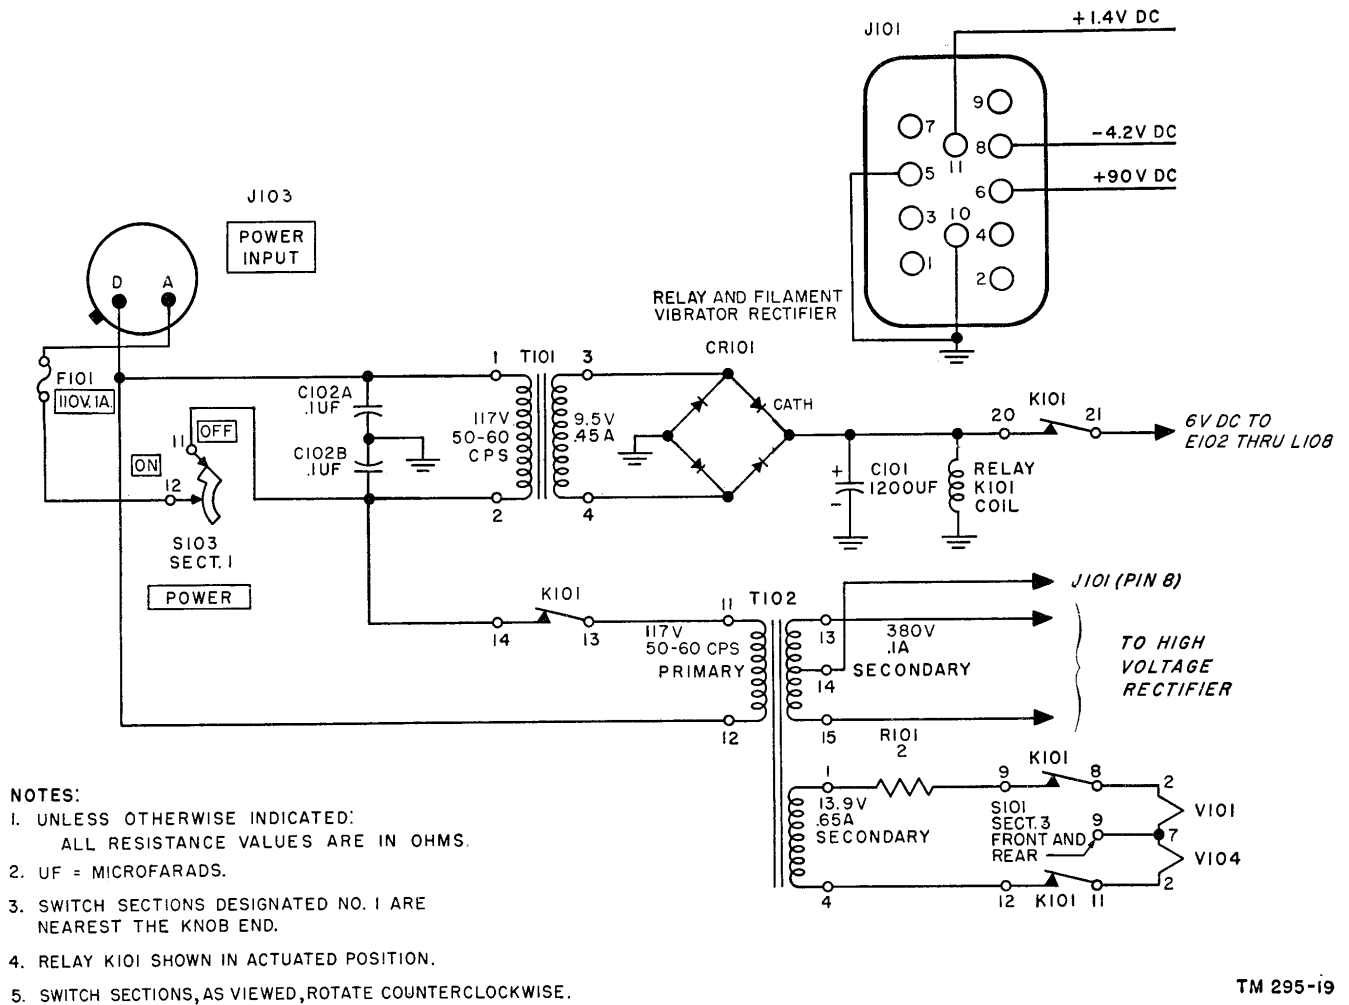 +1.4V DC
J101
9
7
8
11
-4.2V DC
5
6
+90V DC
3
10
4
1
2
J103
POWER
INPUT
D A
RELAY AND FILAMENT
VIBRATOR RECTIFIER
CR101
F101
110V.1A.
1 T101 3
C102A
.1UF
117V
50-60
CPS
9.5V
.45A
CATH
K101
20 21
6V DC TO
E102 THRU L108
11
OFF
ON
12
C102B
.1UF
2 4
+
-
C101
1200UF
RELAY
K101
COIL
S103
SECT. 1
POWER
K101
14 13
11 T102
117V
50-60 CPS
PRIMARY
12
13
380V
.1A
14 SECONDARY
15
J101 (PIN 8)
TO HIGH
VOLTAGE
RECTIFIER
R101
2
1
13.9V
.65A
SECONDARY
4
K101
9 8 2
S101
SECT. 3
FRONT AND
REAR
9
7
V101
V104
12 K101 11 2
NOTES:
1. UNLESS OTHERWISE INDICATED:
ALL RESISTANCE VALUES ARE IN OHMS.
2. UF = MICROFARADS.
3. SWITCH SECTIONS DESIGNATED NO. 1 ARE
NEAREST THE KNOB END.
4. RELAY K101 SHOWN IN ACTUATED POSITION.
5. SWITCH SECTIONS, AS VIEWED, ROTATE COUNTERCLOCKWISE.
TM 295-19